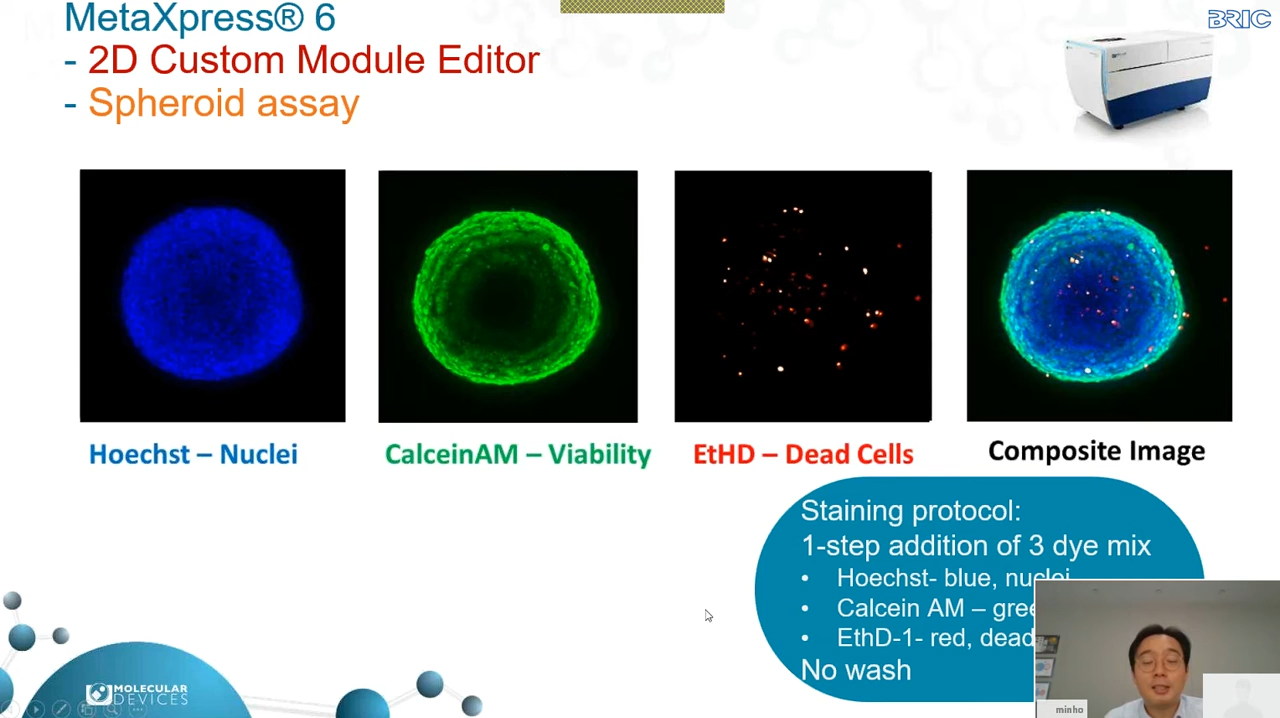 MetaXpress® 6
- 2D Custom Module Editor
- Spheroid assay
BRIC
Hoechst – Nuclei
CalceinAM – Viability
EtHD – Dead Cells
Composite Image
Staining protocol:
1-step addition of 3 dye mix
• Hoechst- blue, nuclei
• Calcein AM – gree
• EthD-1- red, dead
No wash
MOLECULAR
DEVICES
minho